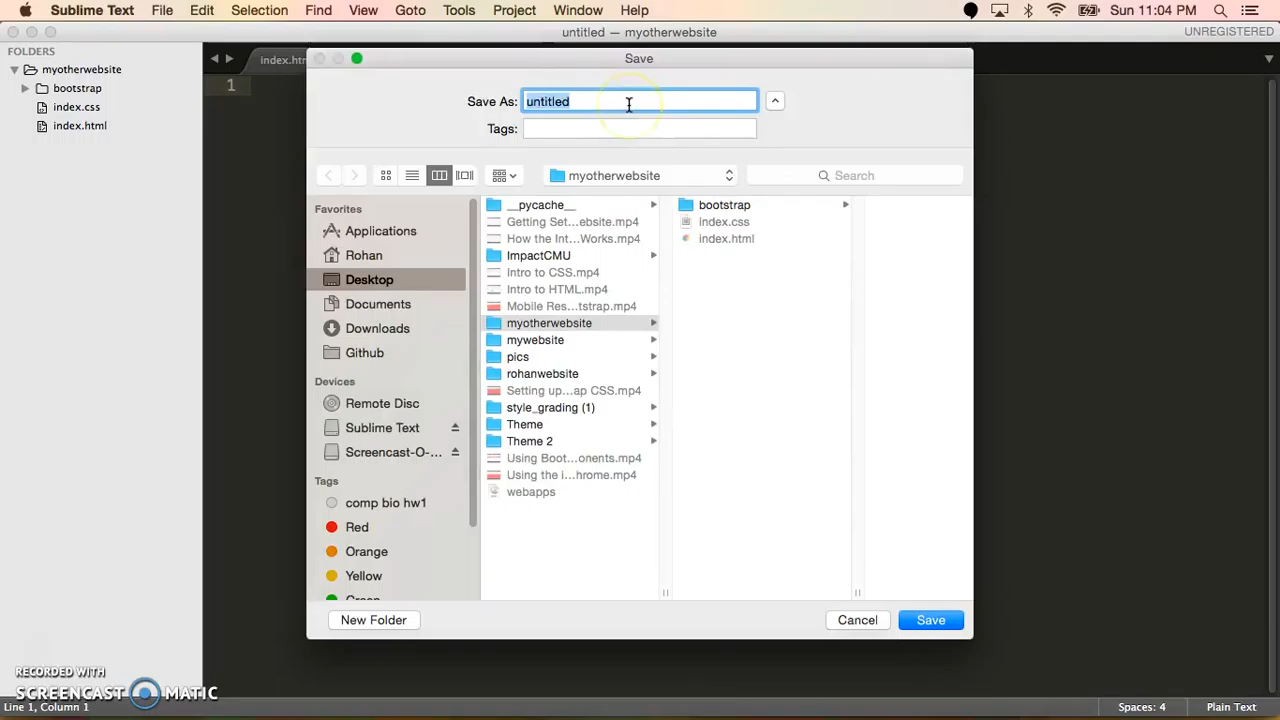 Sublime Text File Edit Selection Find View Goto Tools Project Window Help Sun 11:04 PM
untitled — myotherwebsite UNREGISTERED
FOLDERS
myotherwebsite
bootstrap
index.css
index.html
index.htm
1
Save
Save As: untitled
Tags:
myotherwebsite Search
Favorites
Applications
Rohan
Desktop
Documents
Downloads
Github
Devices
Remote Disc
Sublime Text
Screencast-O-...
Tags
comp bio hw1
Red
Orange
Yellow
Green
__pycache__
Getting Set...ebsite.mp4
How the Int...Works.mp4
ImpactCMU
Intro to CSS.mp4
Intro to HTML.mp4
Mobile Res...tstrap.mp4
myotherwebsite
mywebsite
pics
rohanwebsite
Setting up...ap CSS.mp4
style_grading (1)
Theme
Theme 2
Using Boot...onents.mp4
Using the i...hrome.mp4
webapps
bootstrap
index.css
index.html
New Folder Cancel Save
RECORDED WITH
SCREENCAST MATIC
Line 1, Column 1 Spaces: 4 Plain Text